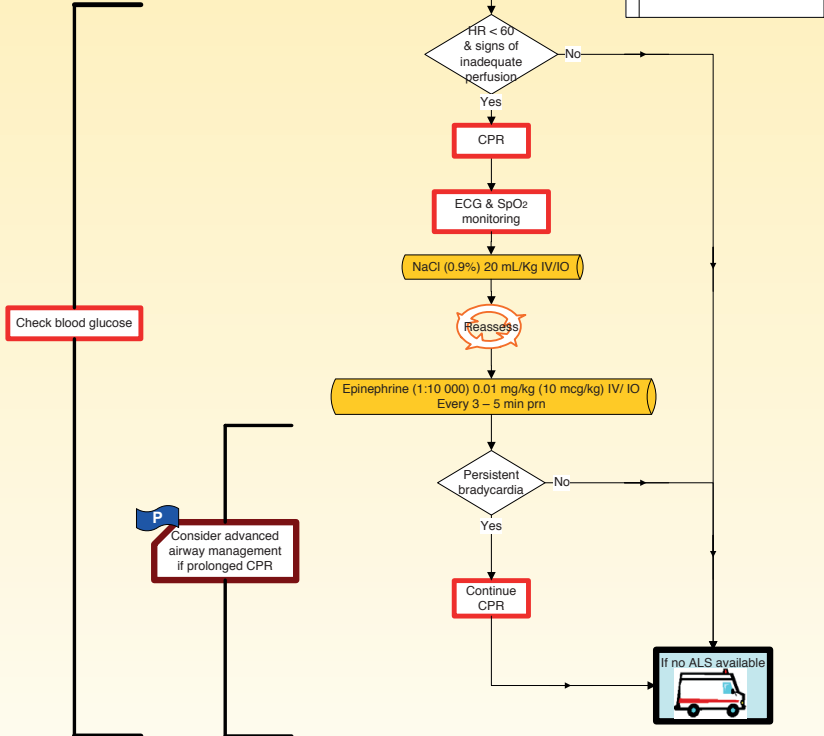 HR < 60
& signs of
inadequate
perfusion
No
Yes
CPR
ECG & SpO2
monitoring
NaCl (0.9%) 20 mL/Kg IV/IO
Check blood glucose
Reassess
Epinephrine (1:10 000) 0.01 mg/kg (10 mcg/kg) IV/ IO
Every 3 – 5 min prn
Persistent
bradycardia
No
Yes
P
Consider advanced
airway management
if prolonged CPR
Continue
CPR
If no ALS available